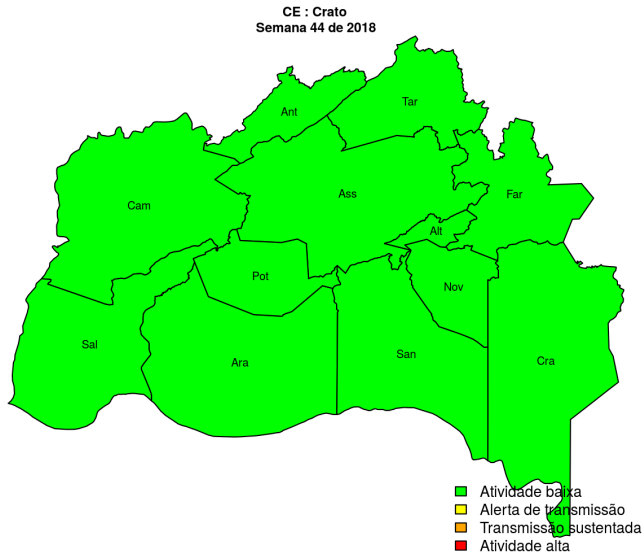 CE : Crato
Semana 44 de 2018
Tar
Ant
Ass
Far
Cam
Alt
Pot
Nov
Sal
San
Cra
Ara
Atividade baixa
Alerta de transmissão
Transmissão sustentada
Atividade alta